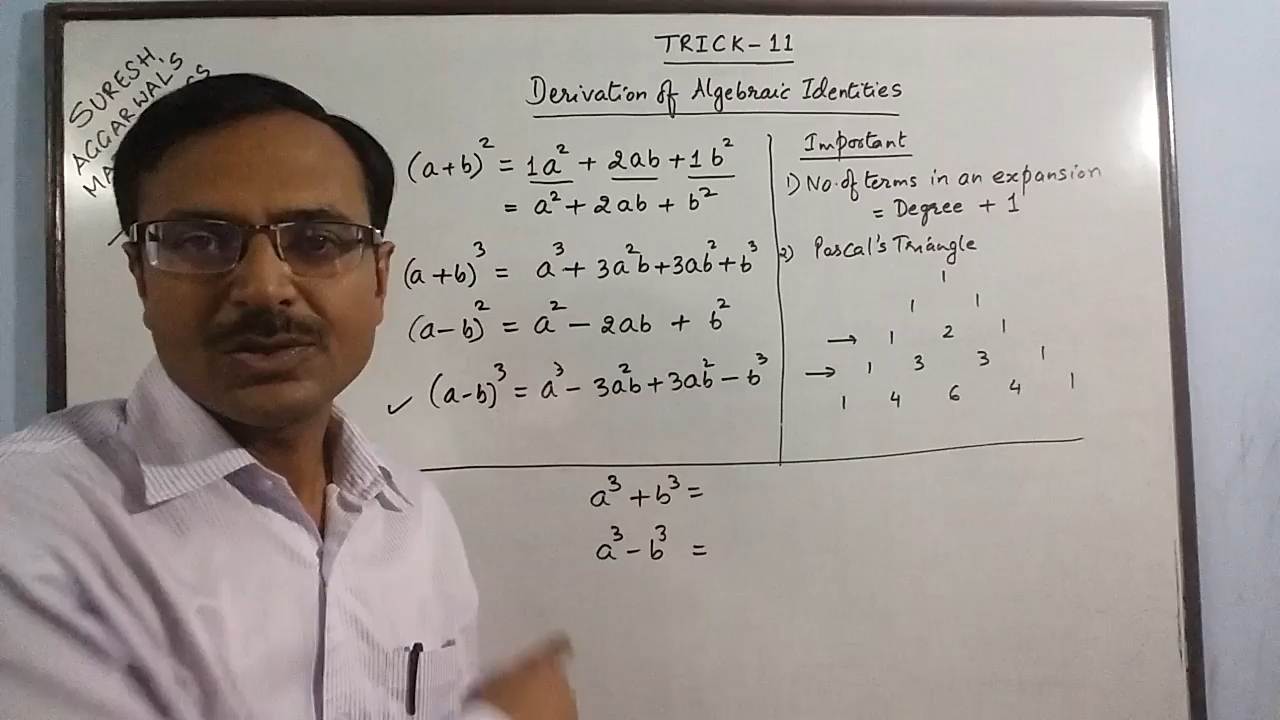 SURESH
AGGARWAL'S
TRICK-11
Derivation of Algebraic Identities
(a+b)² = 1a² + 2ab + 1b²
= a² + 2ab + b²
(a+b)³ = a³ + 3a²b + 3ab² + b³
(a-b)² = a² - 2ab + b²
✓ (a-b)³ = a³ - 3a²b + 3ab² - b³
Important
1) No. of terms in an expansion
= Degree + 1
2) Pascal's Triangle
1
1 1
→ 1 2 1
→ 1 3 3 1
1 4 6 4 1
a³ + b³ =
a³ - b³ =